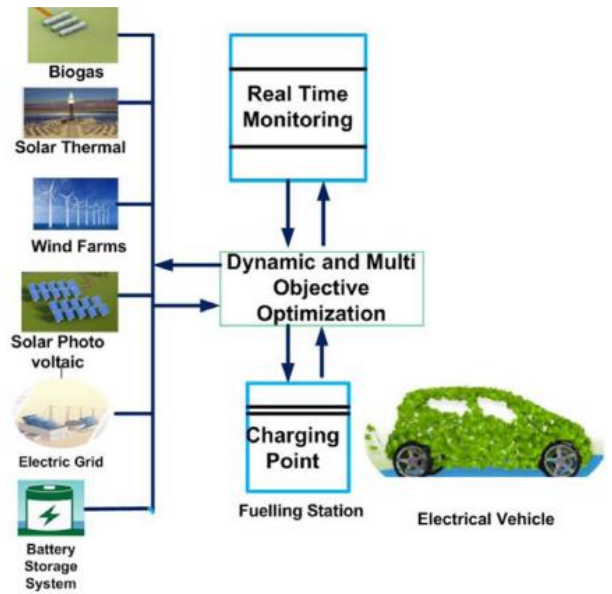 Biogas
Solar Thermal
Wind Farms
Solar Photo
voltaic
Electric Grid
Battery
Storage
System
Real Time
Monitoring
Dynamic and Multi
Objective
Optimization
Charging
Point
Fuelling Station
Electrical Vehicle